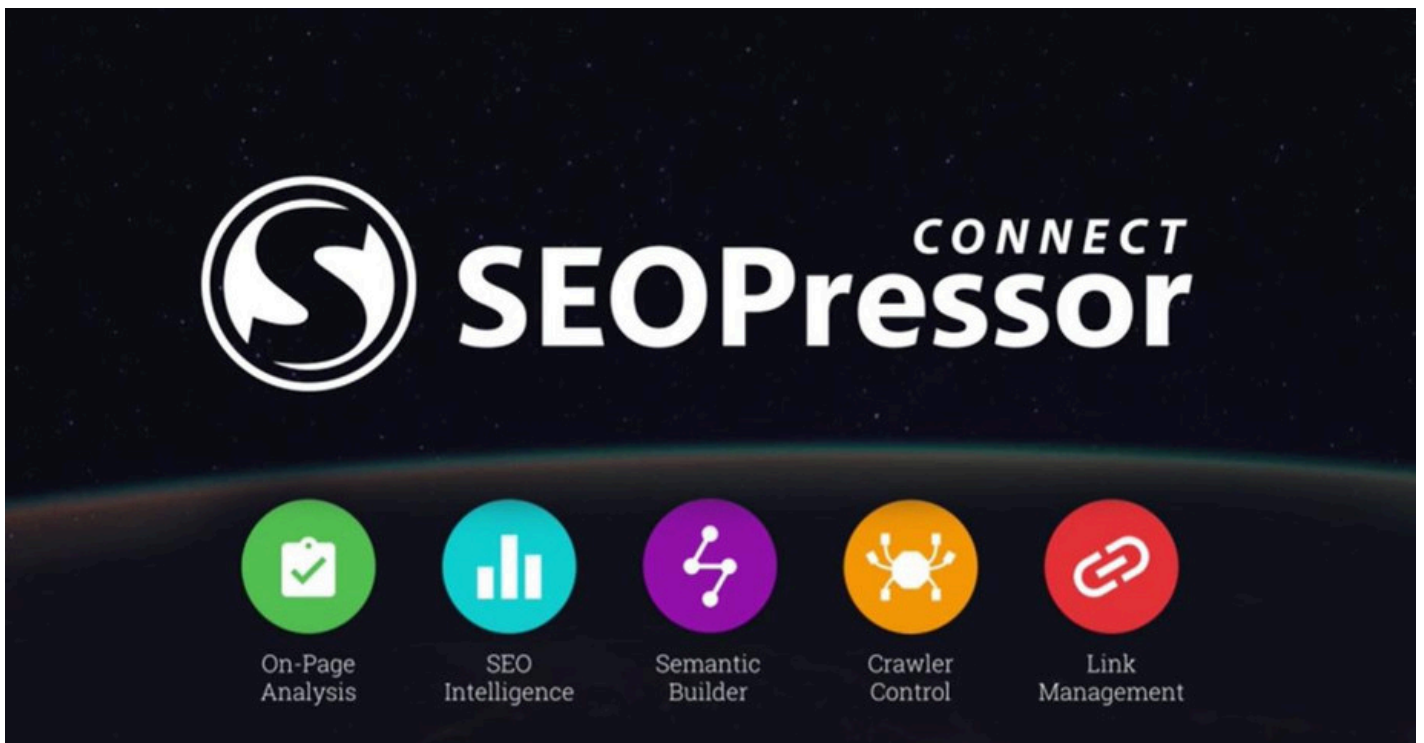 CONNECT
SEOPressor
On-Page
Analysis
SEO
Intelligence
Semantic
Builder
Crawler
Control
Link
Management